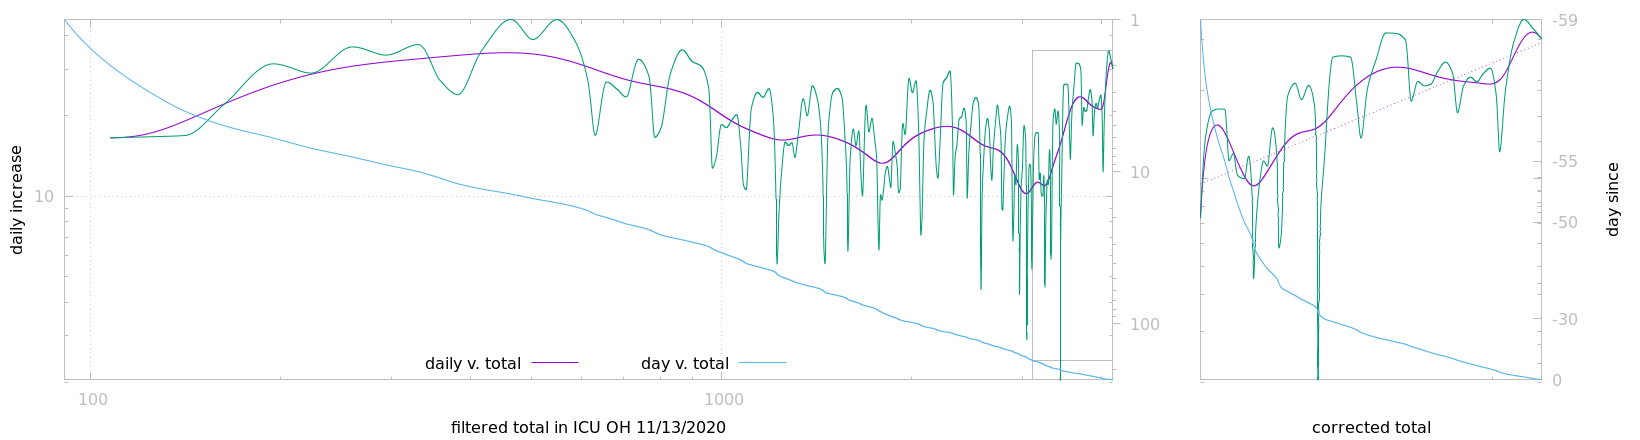 daily increase
10
100
1000
1
10
100
daily v. total
day v. total
filtered total in ICU OH 11/13/2020
-59
-55
-50
-30
0
day since
corrected total